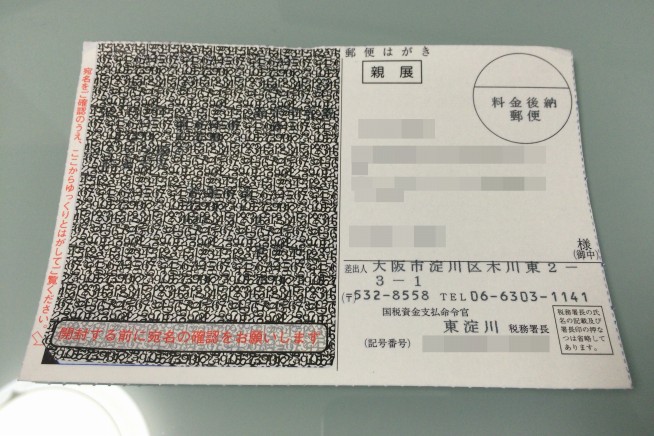 郵便はがき
親展
料金後納
郵便
様
(御中)
差出人 大阪市淀川区木川東2-
3-1
(〒)532-8558 TEL06-6303-1141
国税資金支払命令官
東淀川 税務署長
(記号番号)
税務署長の氏
名の記載及び
署長印の押な
つは省略して
あります。
宛名をご確認のうえ、ここからゆっくりとはがしてご覧ください。
開封する前に宛名の確認をお願いします